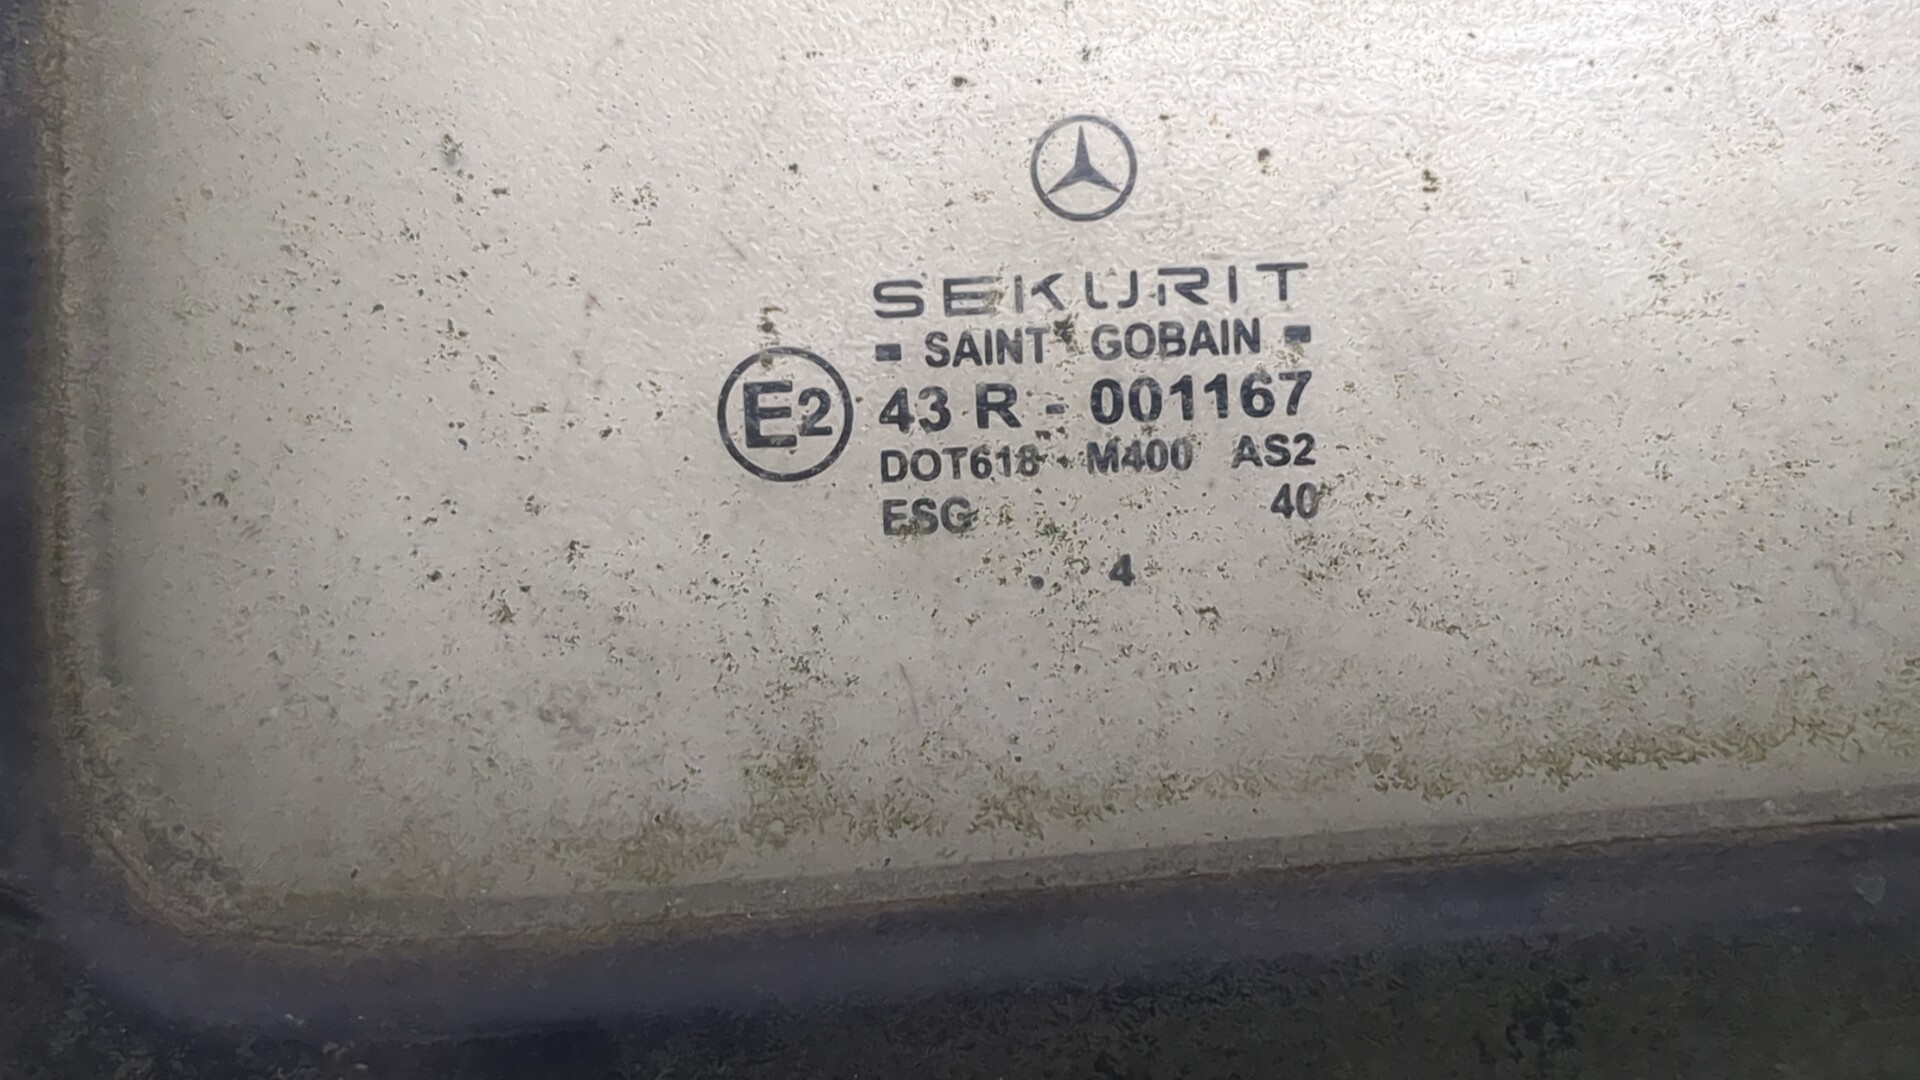 SEKURIT
SAINT GOBAIN
E2 43 R - 001167
DOT618 • M400 AS2
ESG 40
. 4